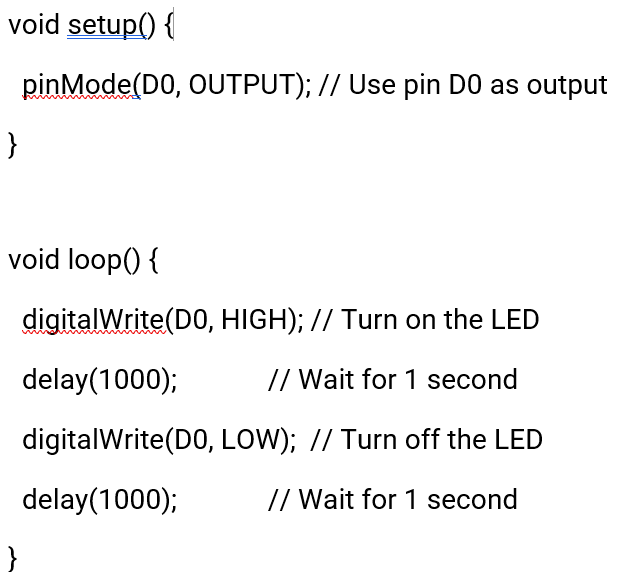 void setup() {
pinMode(D0, OUTPUT); // Use pin D0 as output
}
void loop() {
digitalWrite(D0, HIGH); // Turn on the LED
delay(1000); // Wait for 1 second
digitalWrite(D0, LOW); // Turn off the LED
delay(1000); // Wait for 1 second
}